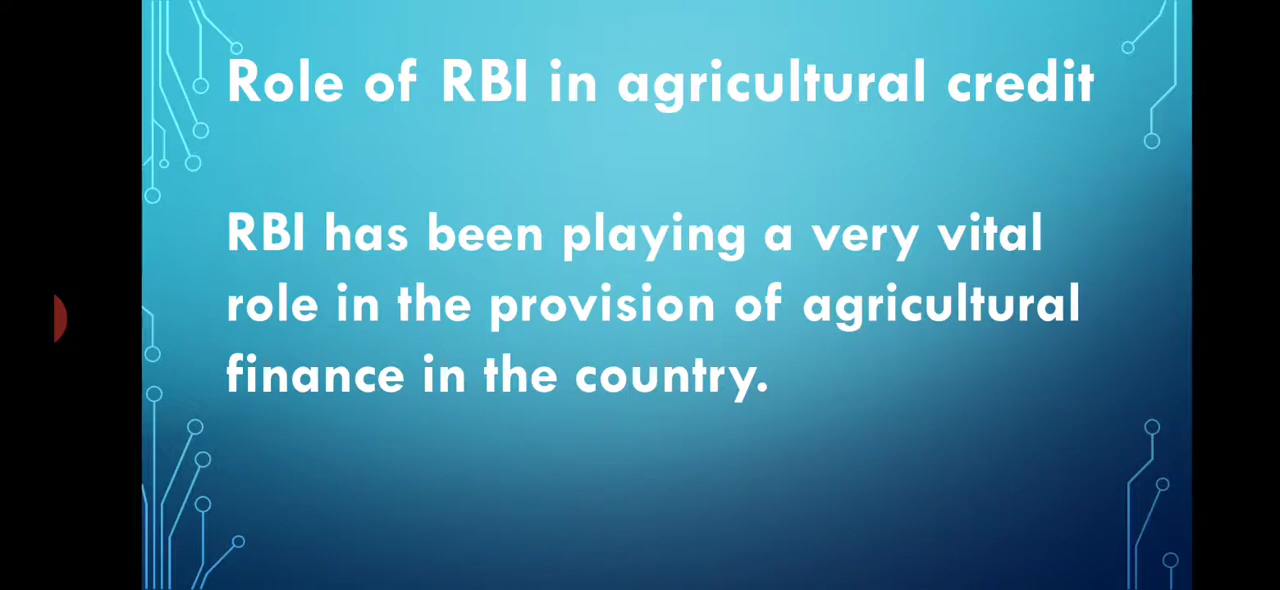 Role of RBI in agricultural credit
RBI has been playing a very vital
role in the provision of agricultural
finance in the country.